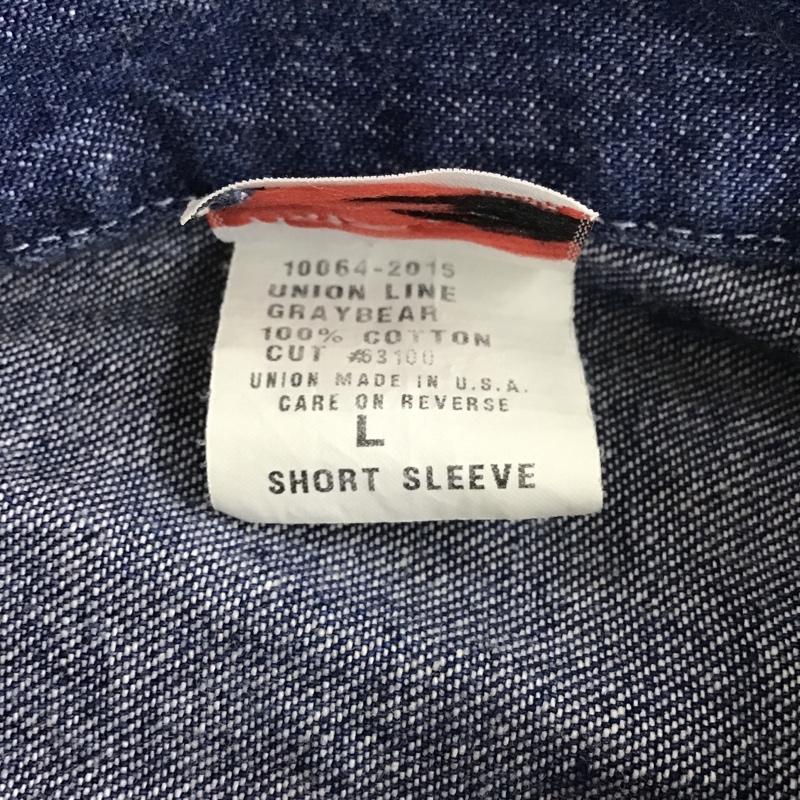 10064-2015
UNION LINE
GRAYBEAR
100% COTTON
CUT #63100
UNION MADE IN U.S.A.
CARE ON REVERSE
L
SHORT SLEEVE